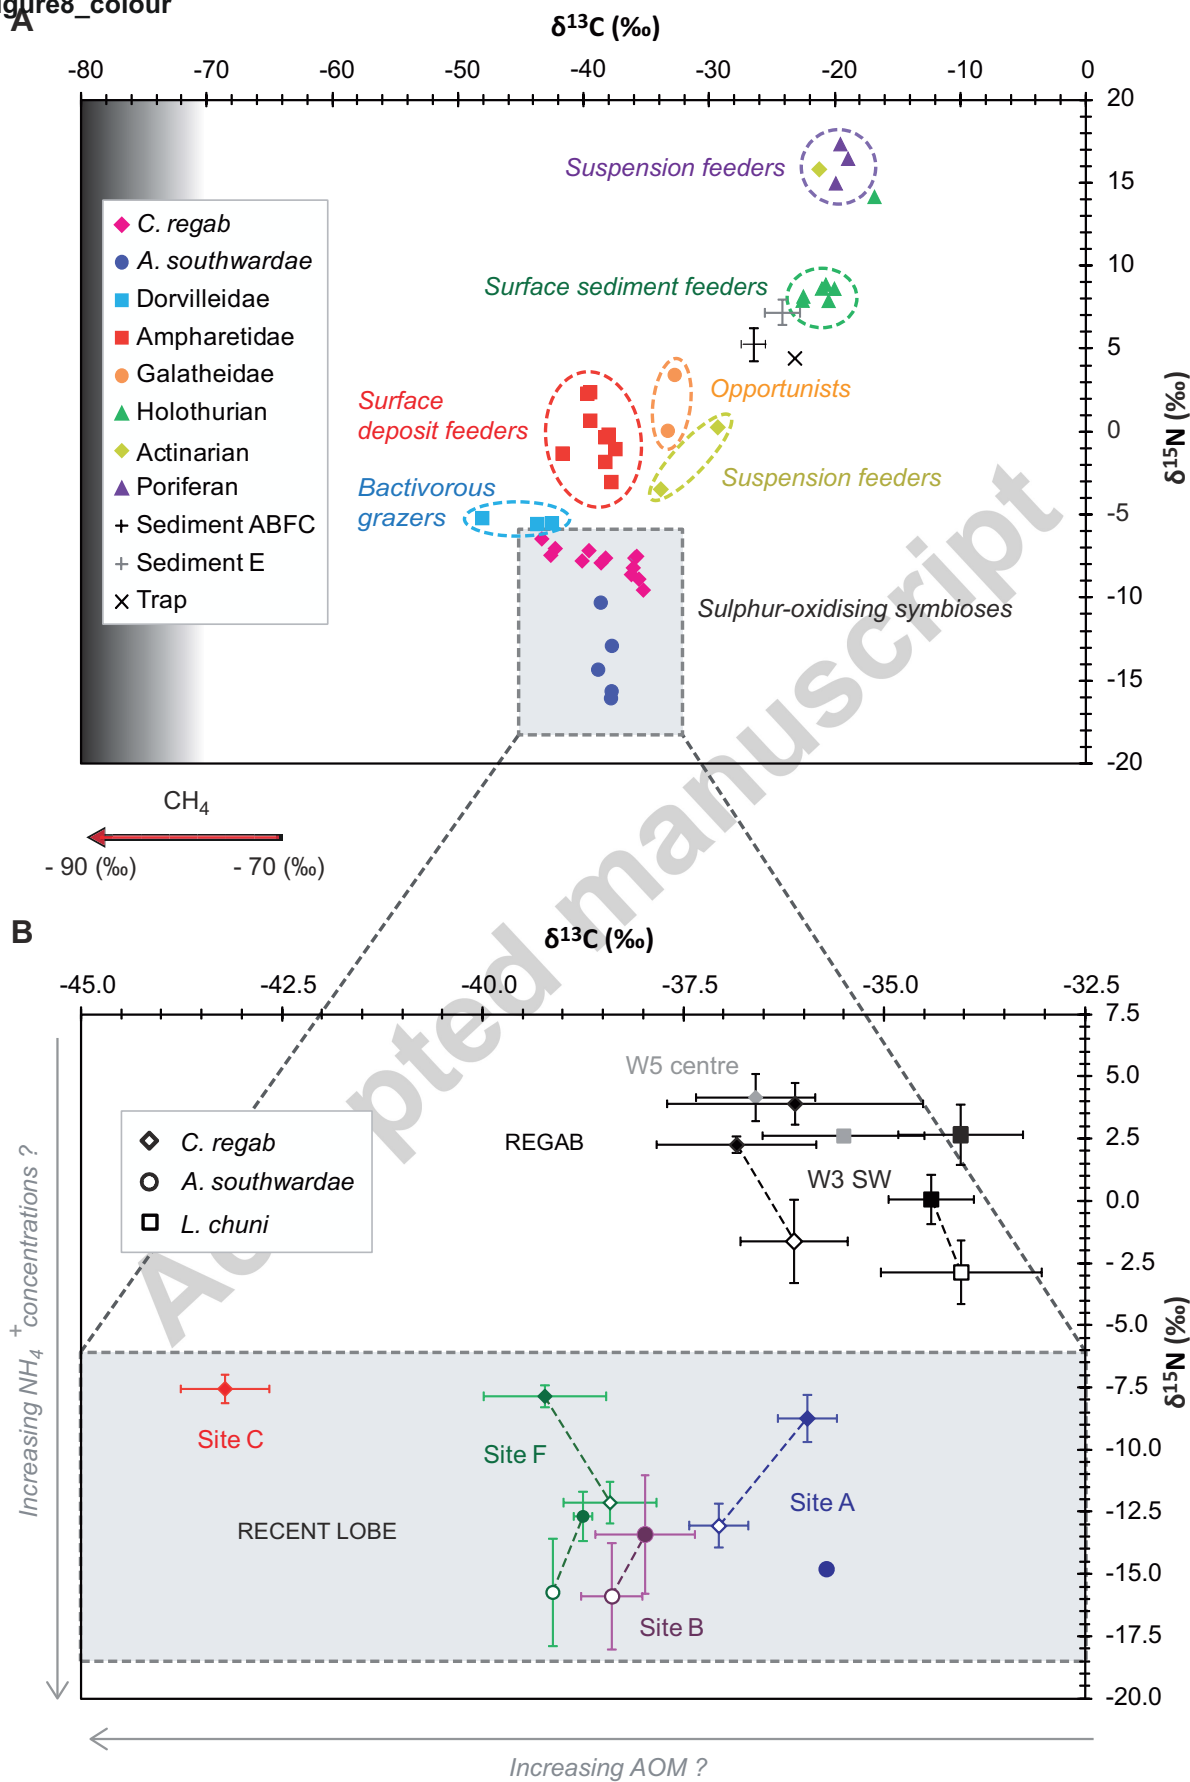 igure8_colour
A
δ13C (‰)
-80 -70 -60 -50 -40 -30 -20 -10 0
20
15
10
5
0
-5
-10
-15
-20
δ15N (‰)
Suspension feeders
Surface sediment feeders
Opportunists
Surface
deposit feeders
Suspension feeders
Bactivorous
grazers
Sulphur-oxidising symbioses
C. regab
A. southwardae
Dorvilleidae
Ampharetidae
Galatheidae
Holothurian
Actinarian
Poriferan
Sediment ABFC
Sediment E
Trap
CH4
- 90 (‰) - 70 (‰)
B
δ13C (‰)
-45.0 -42.5 -40.0 -37.5 -35.0 -32.5
7.5
5.0
2.5
0.0
- 2.5
-5.0
-7.5
-10.0
-12.5
-15.0
-17.5
-20.0
δ15N (‰)
W5 centre
REGAB
W3 SW
C. regab
A. southwardae
L. chuni
Site C
Site F
Site A
RECENT LOBE
Site B
Increasing NH4+concentrations ?
Increasing AOM ?
pted manuscript